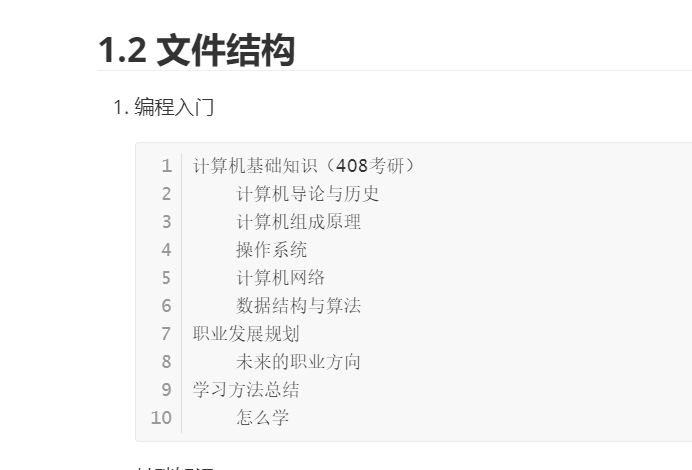 1.2 文件结构
1. 编程入门
1 计算机基础知识（408考研）
2 计算机导论与历史
3 计算机组成原理
4 操作系统
5 计算机网络
6 数据结构与算法
7 职业发展规划
8 未来的职业方向
9 学习方法总结
10 怎么学